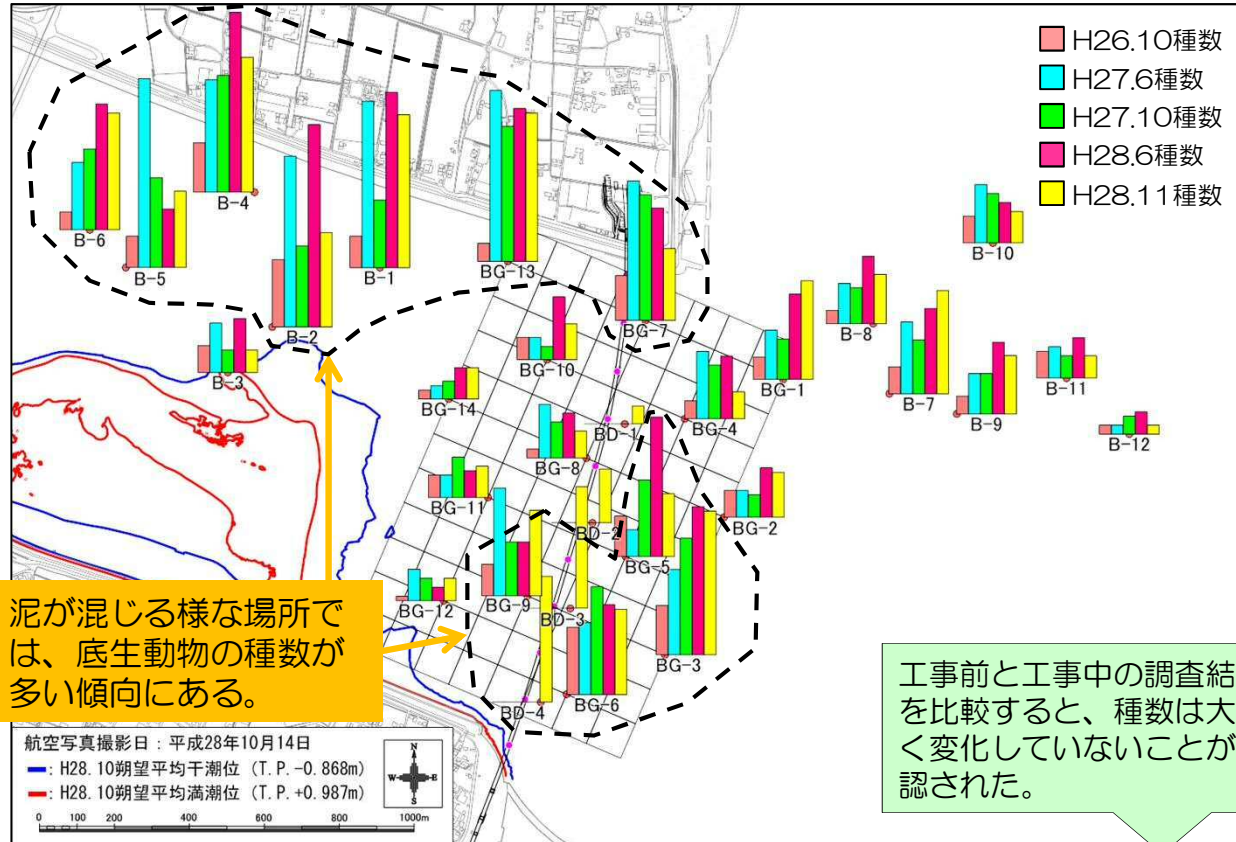 H26.10種数
H27.6種数
H27.10種数
H28.6種数
H28.11種数
B-4
B-6
B-5
B-1
BG-13
B-2
BG-7
B-3
B-10
B-8
BG-10
BG-1
B-11
B-7
BG-14
B-9
BG-4
BD-1
B-12
BG-8
BG-11
BG-2
BD-2
BG-5
BG-9
BG-12
BD-3
BG-3
BG-6
BD-4
泥が混じる様な場所で
は、底生動物の種数が
多い傾向にある。
工事前と工事中の調査結
を比較すると、種数は大
く変化していないことが
認された。
航空写真撮影日：平成28年10月14日
: H28.10朔望平均干潮位 (T.P.-0.868m)
: H28.10朔望平均満潮位 (T.P.+0.987m)
N
W E
S
0 100 200 400 600 800 1000m